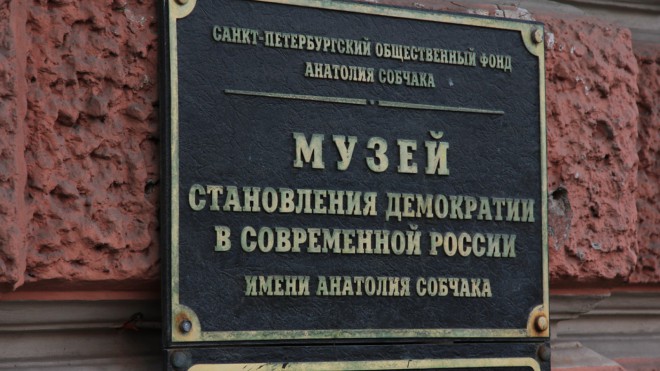 САНКТ-ПЕТЕРБУРГСКИЙ ОБЩЕСТВЕННЫЙ ФОНД
АНАТОЛИЯ СОБЧАКА
МУЗЕЙ
СТАНОВЛЕНИЯ ДЕМОКРАТИИ
В СОВРЕМЕННОЙ РОССИИ
ИМЕНИ АНАТОЛИЯ СОБЧАКА